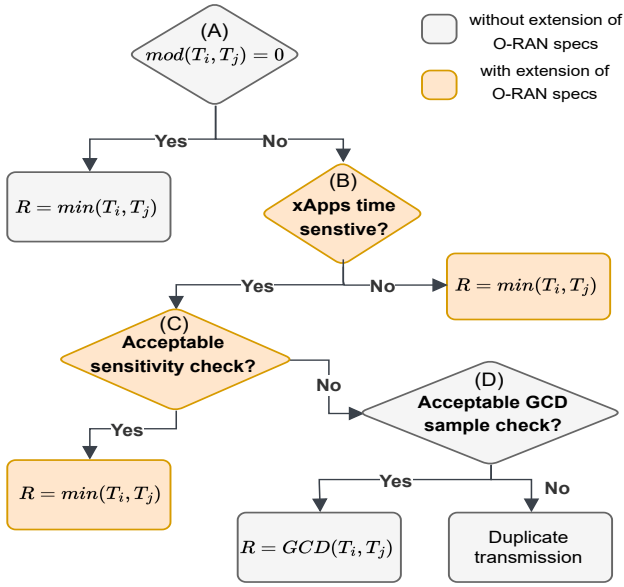 (A)
mod(T_i, T_j) = 0
without extension of
O-RAN specs
with extension of
O-RAN specs
Yes
No
R = min(T_i, T_j)
(B)
xApps time
senstive?
Yes
No
R = min(T_i, T_j)
(C)
Acceptable
sensitivity check?
No
(D)
Acceptable GCD
sample check?
Yes
R = min(T_i, T_j)
Yes
No
R = GCD(T_i, T_j)
Duplicate
transmission